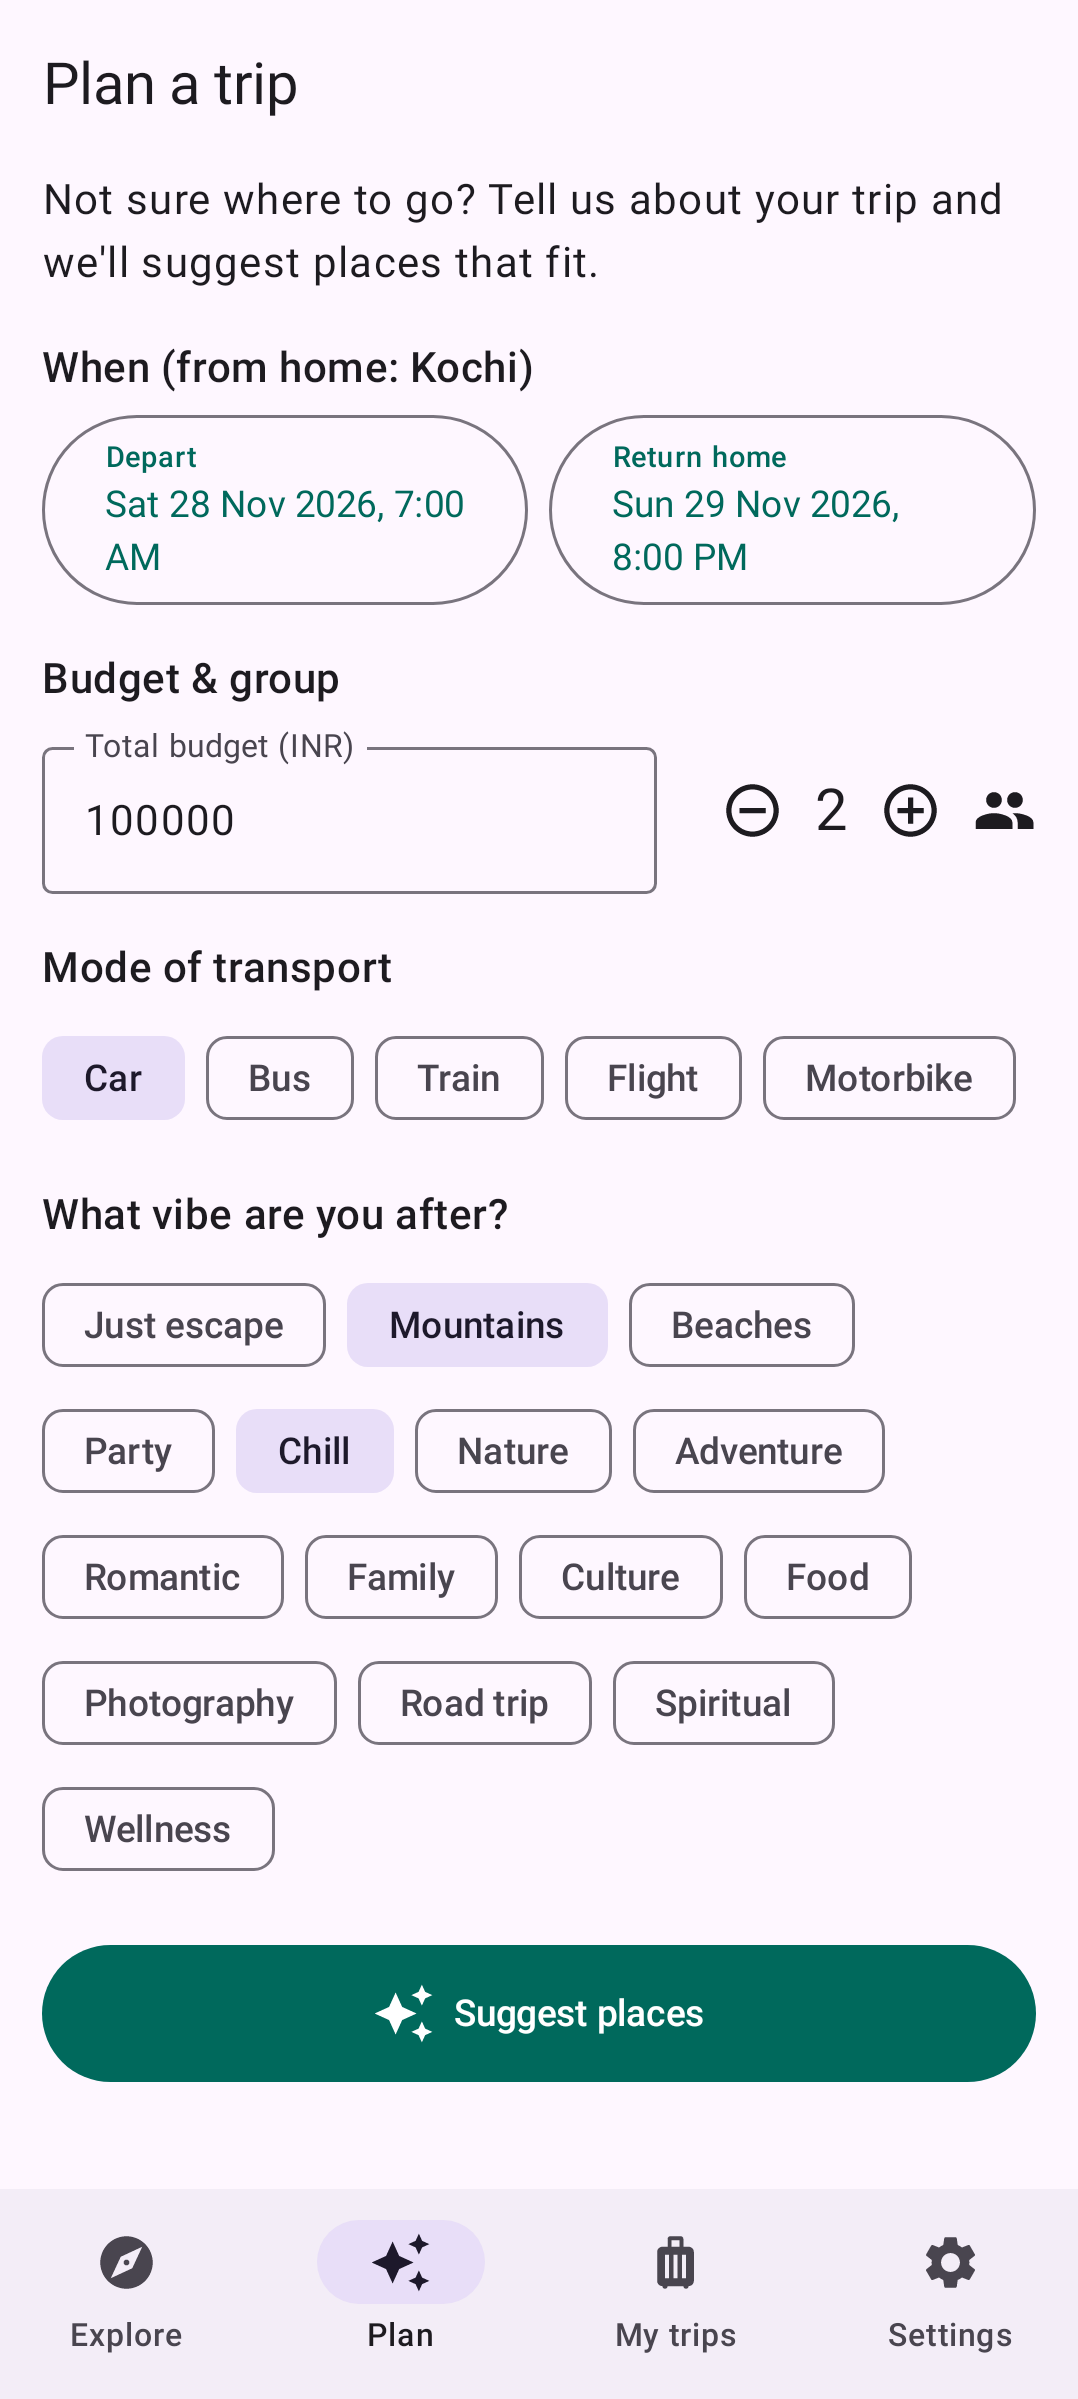 Plan a trip
Not sure where to go? Tell us about your trip and
we'll suggest places that fit.
When (from home: Kochi)
Depart
Sat 28 Nov 2026, 7:00
AM
Return home
Sun 29 Nov 2026,
8:00 PM
Budget & group
Total budget (INR)
100000
2
Mode of transport
Car
Bus
Train
Flight
Motorbike
What vibe are you after?
Just escape
Mountains
Beaches
Party
Chill
Nature
Adventure
Romantic
Family
Culture
Food
Photography
Road trip
Spiritual
Wellness
Suggest places
Explore
Plan
My trips
Settings